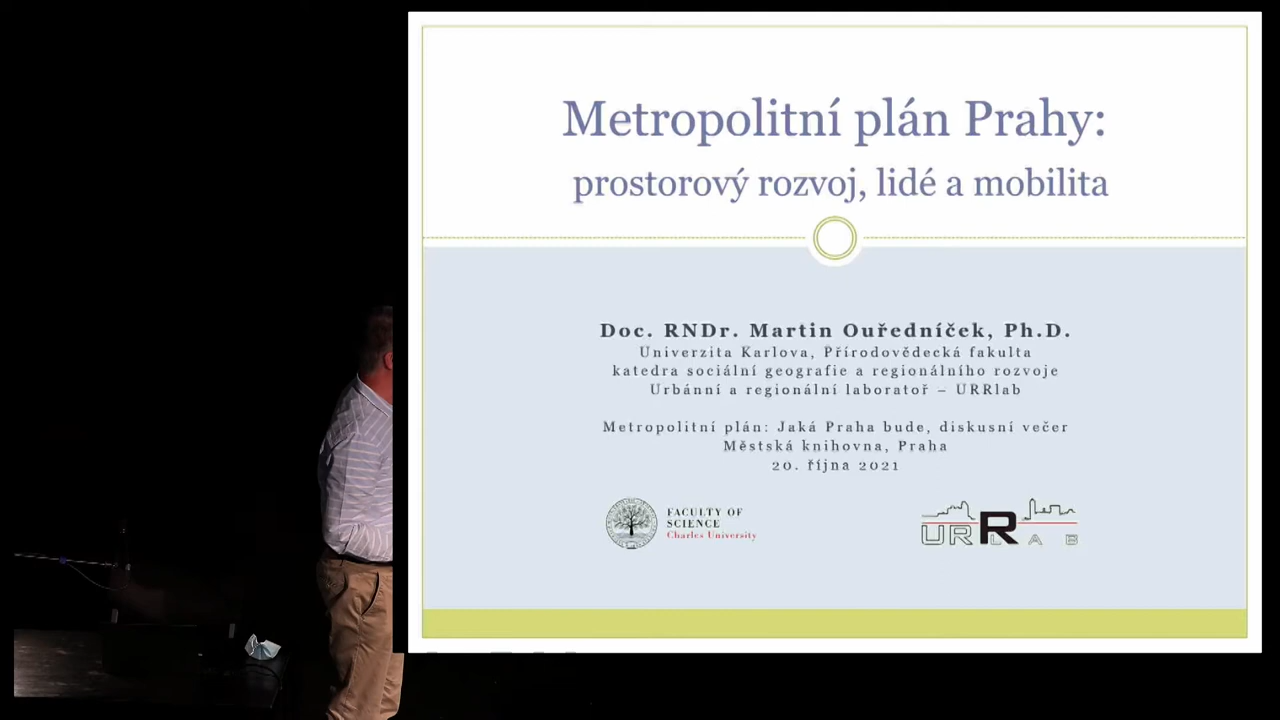 Metropolitní plán Prahy:
prostorový rozvoj, lidé a mobilita
Doc. RNDr. Martin Ouředníček, Ph.D.
Univerzita Karlova, Přírodovědecká fakulta
katedra sociální geografie a regionálního rozvoje
Urbánní a regionální laboratoř – URRlab
Metropolitní plán: Jaká Praha bude, diskusní večer
Městská knihovna, Praha
20. října 2021
FACULTY OF
SCIENCE
Charles University
URRLAB